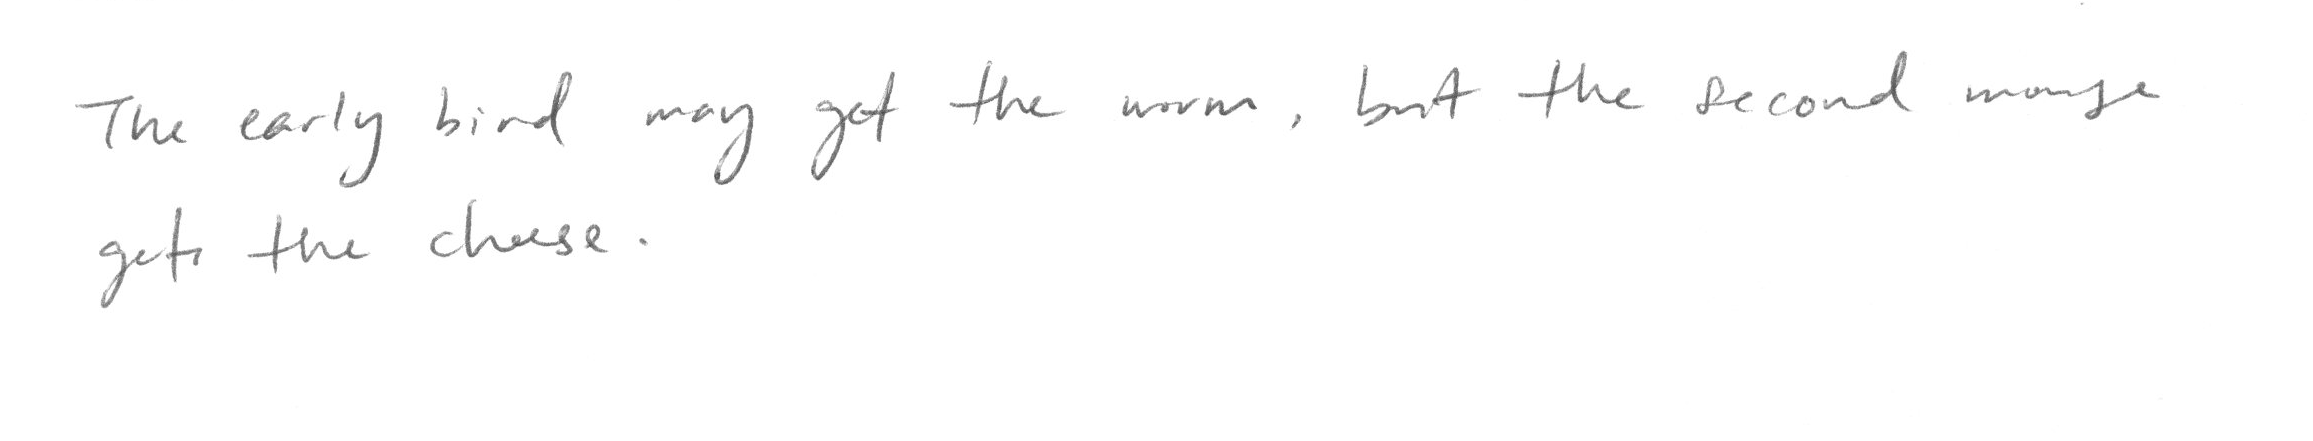 The early bird may get the worm, but the second mouse
gets the cheese.